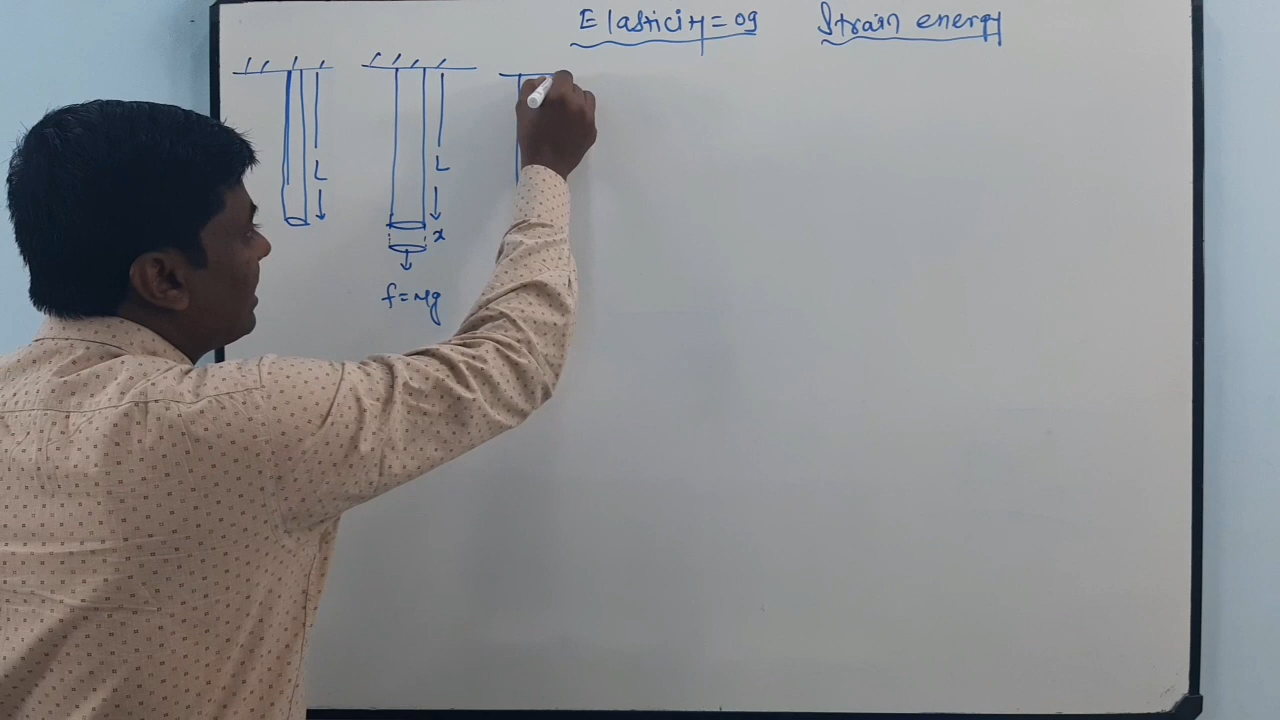 Elasticity = 09 Strain energy
L
L
x
f = Mg